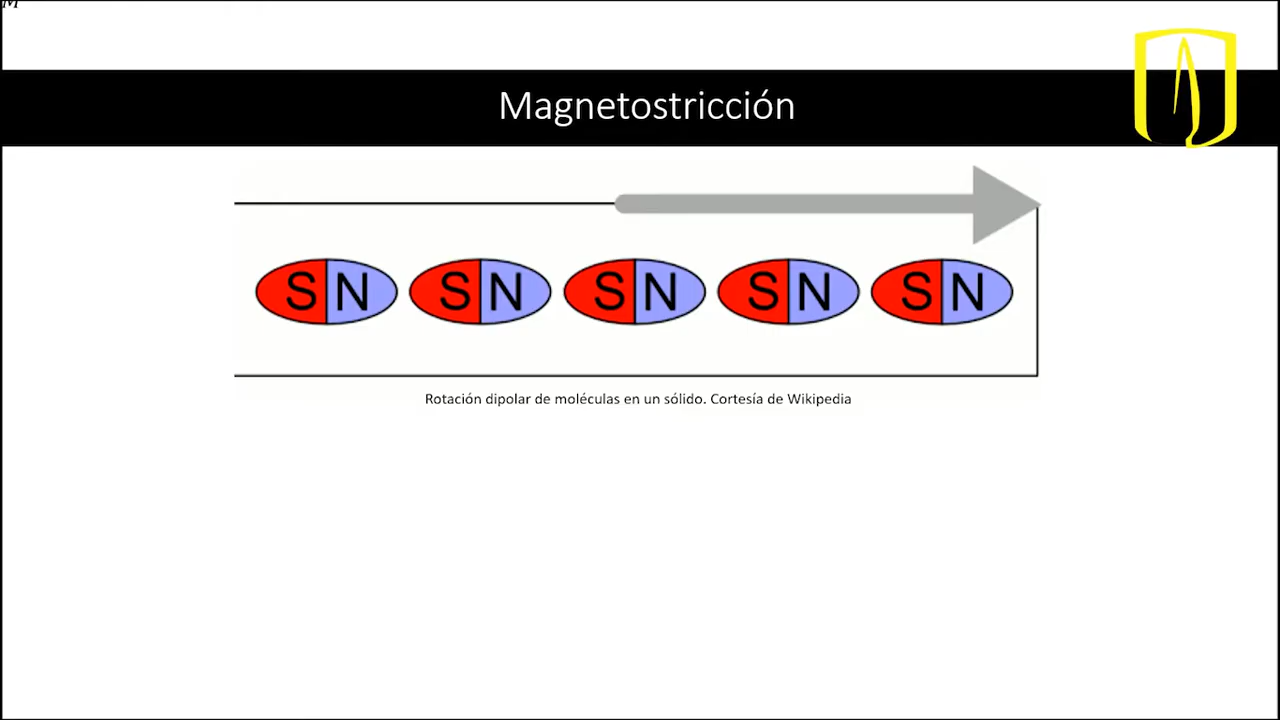 M
Magnetostricción
S N S N S N S N S N
Rotación dipolar de moléculas en un sólido. Cortesía de Wikipedia